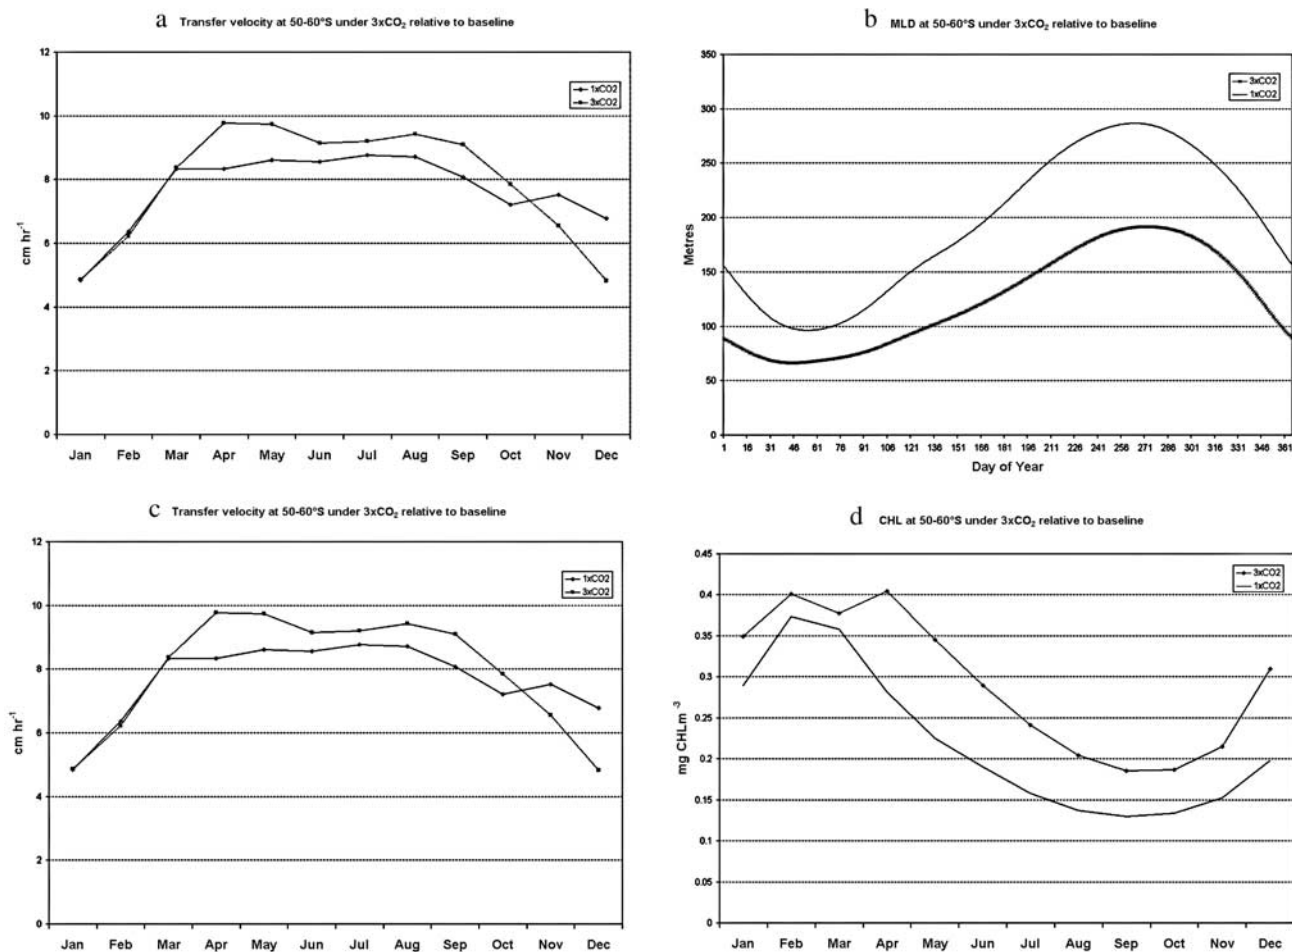 a Transfer velocity at 50-60°S under 3xCO₂ relative to baseline
12
10
8
6
4
2
0
cm hr⁻¹
1xCO2
3xCO2
Jan Feb Mar Apr May Jun Jul Aug Sep Oct Nov Dec
b MLD at 50-60°S under 3xCO₂ relative to baseline
350
300
250
200
150
100
50
0
Metres
3xCO2
1xCO2
1 16 31 46 61 76 91 106 121 136 151 166 181 196 211 226 241 256 271 286 301 316 331 346 361
Day of Year
c Transfer velocity at 50-60°S under 3xCO₂ relative to baseline
12
10
8
6
4
2
0
cm hr⁻¹
1xCO2
3xCO2
Jan Feb Mar Apr May Jun Jul Aug Sep Oct Nov Dec
d CHL at 50-60°S under 3xCO₂ relative to baseline
0.45
0.4
0.35
0.3
0.25
0.2
0.15
0.1
0.05
0
mg CHLm⁻³
3xCO2
1xCO2
Jan Feb Mar Apr May Jun Jul Aug Sep Oct Nov Dec